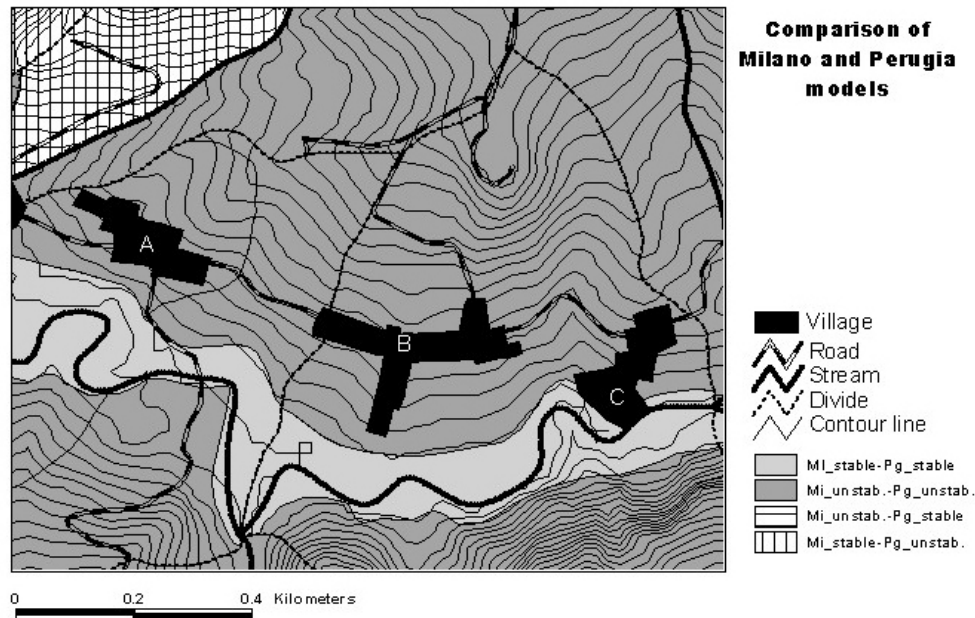 Comparison of
Milano and Perugia
models
A
B
C
Village
Road
Stream
Divide
Contour line
MI_stable-Pg_stable
Mi_unstab.-Pg_unstab.
Mi_unstab.-Pg_stable
Mi_stable-Pg_unstab.
0 0.2 0.4 Kilometers